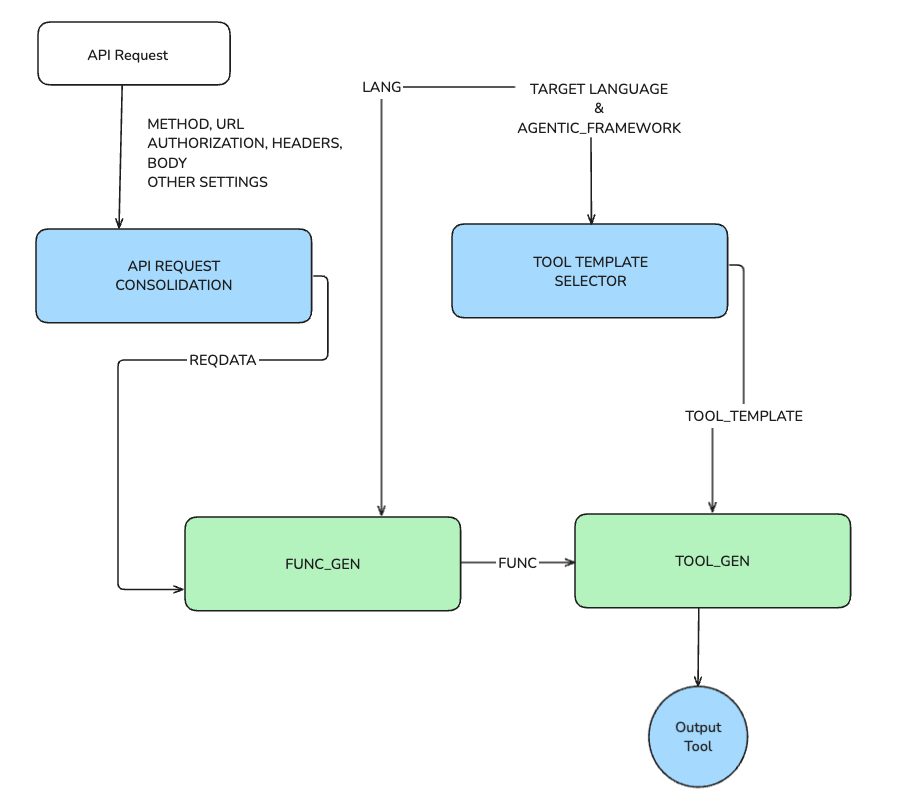 API Request
LANG
TARGET LANGUAGE
&
AGENTIC_FRAMEWORK
METHOD, URL
AUTHORIZATION, HEADERS,
BODY
OTHER SETTINGS
API REQUEST
CONSOLIDATION
TOOL TEMPLATE
SELECTOR
REQDATA
TOOL_TEMPLATE
FUNC_GEN
FUNC
TOOL_GEN
Output
Tool